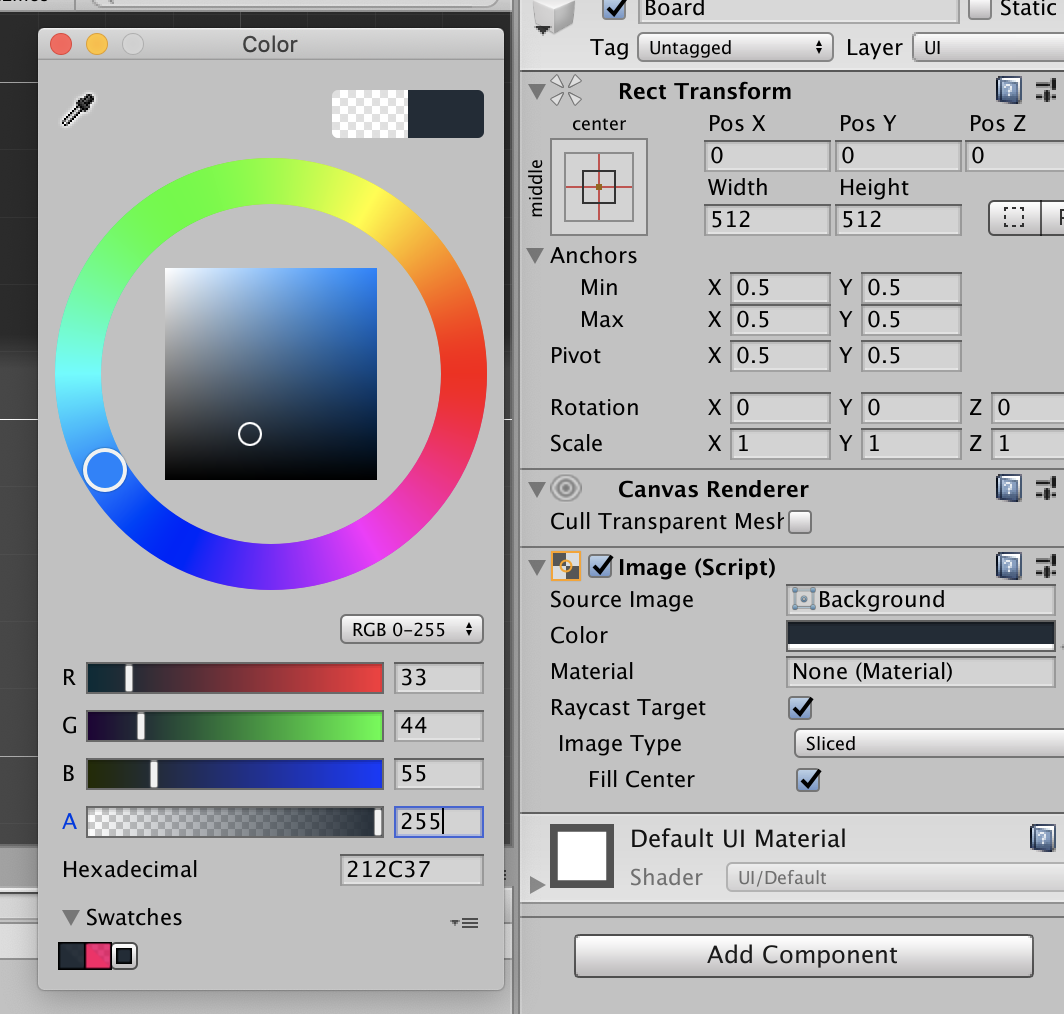 Color
RGB 0-255
R 33
G 44
B 55
A 255
Hexadecimal 212C37
Swatches
Board Static
Tag Untagged Layer UI
Rect Transform
center
middle
Pos X Pos Y Pos Z
0 0 0
Width Height
512 512
Anchors
Min X 0.5 Y 0.5
Max X 0.5 Y 0.5
Pivot X 0.5 Y 0.5
Rotation X 0 Y 0 Z 0
Scale X 1 Y 1 Z 1
Canvas Renderer
Cull Transparent Mesh
Image (Script)
Source Image Background
Color
Material None (Material)
Raycast Target
Image Type Sliced
Fill Center
Default UI Material
Shader UI/Default
Add Component